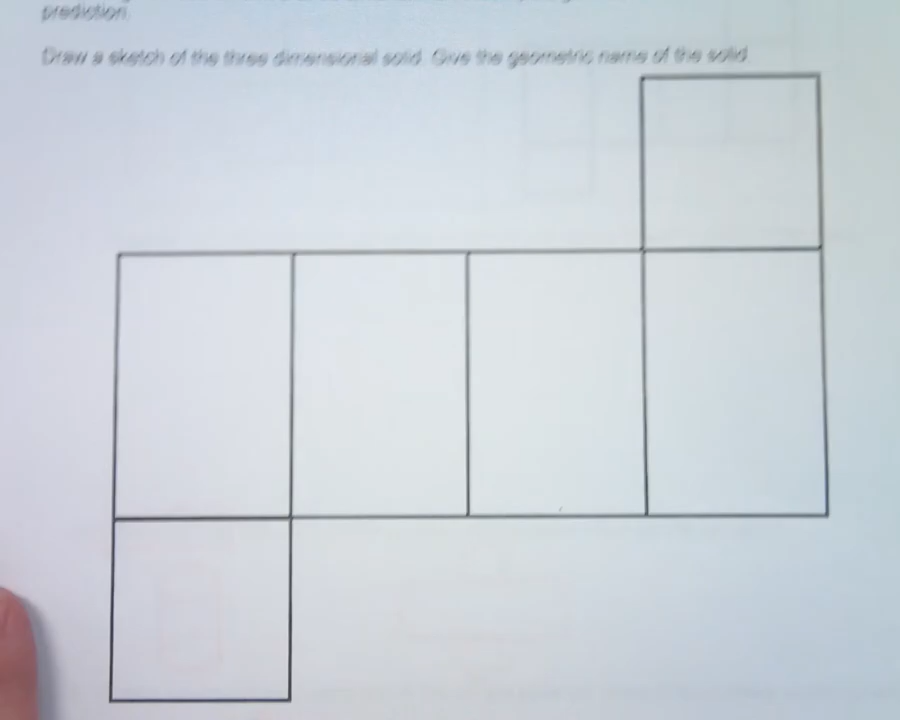 prediction.
Draw a sketch of the three dimensional solid. Give the geometric name of the solid.